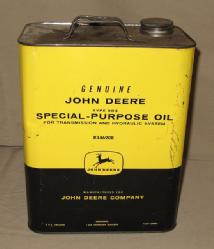 GENUINE
JOHN DEERE
TYPE 303
SPECIAL-PURPOSE OIL
FOR TRANSMISSION AND HYDRAULIC SYSTEM
JOHN DEERE
MANUFACTURED FOR
JOHN DEERE COMPANY